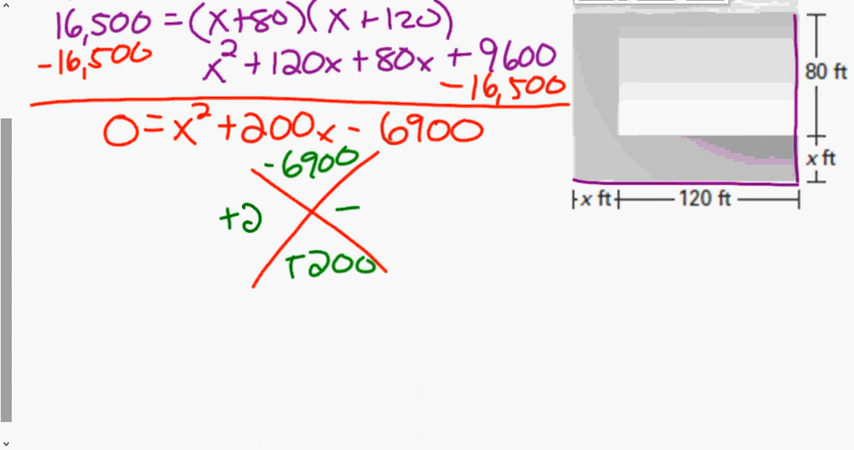 16,500 = (x+80)(x+120)
-16,500 x²+120x+80x+9600
-16,500
0=x²+200x-6900
-6900
+2 -
+200
80 ft
x ft
x ft 120 ft